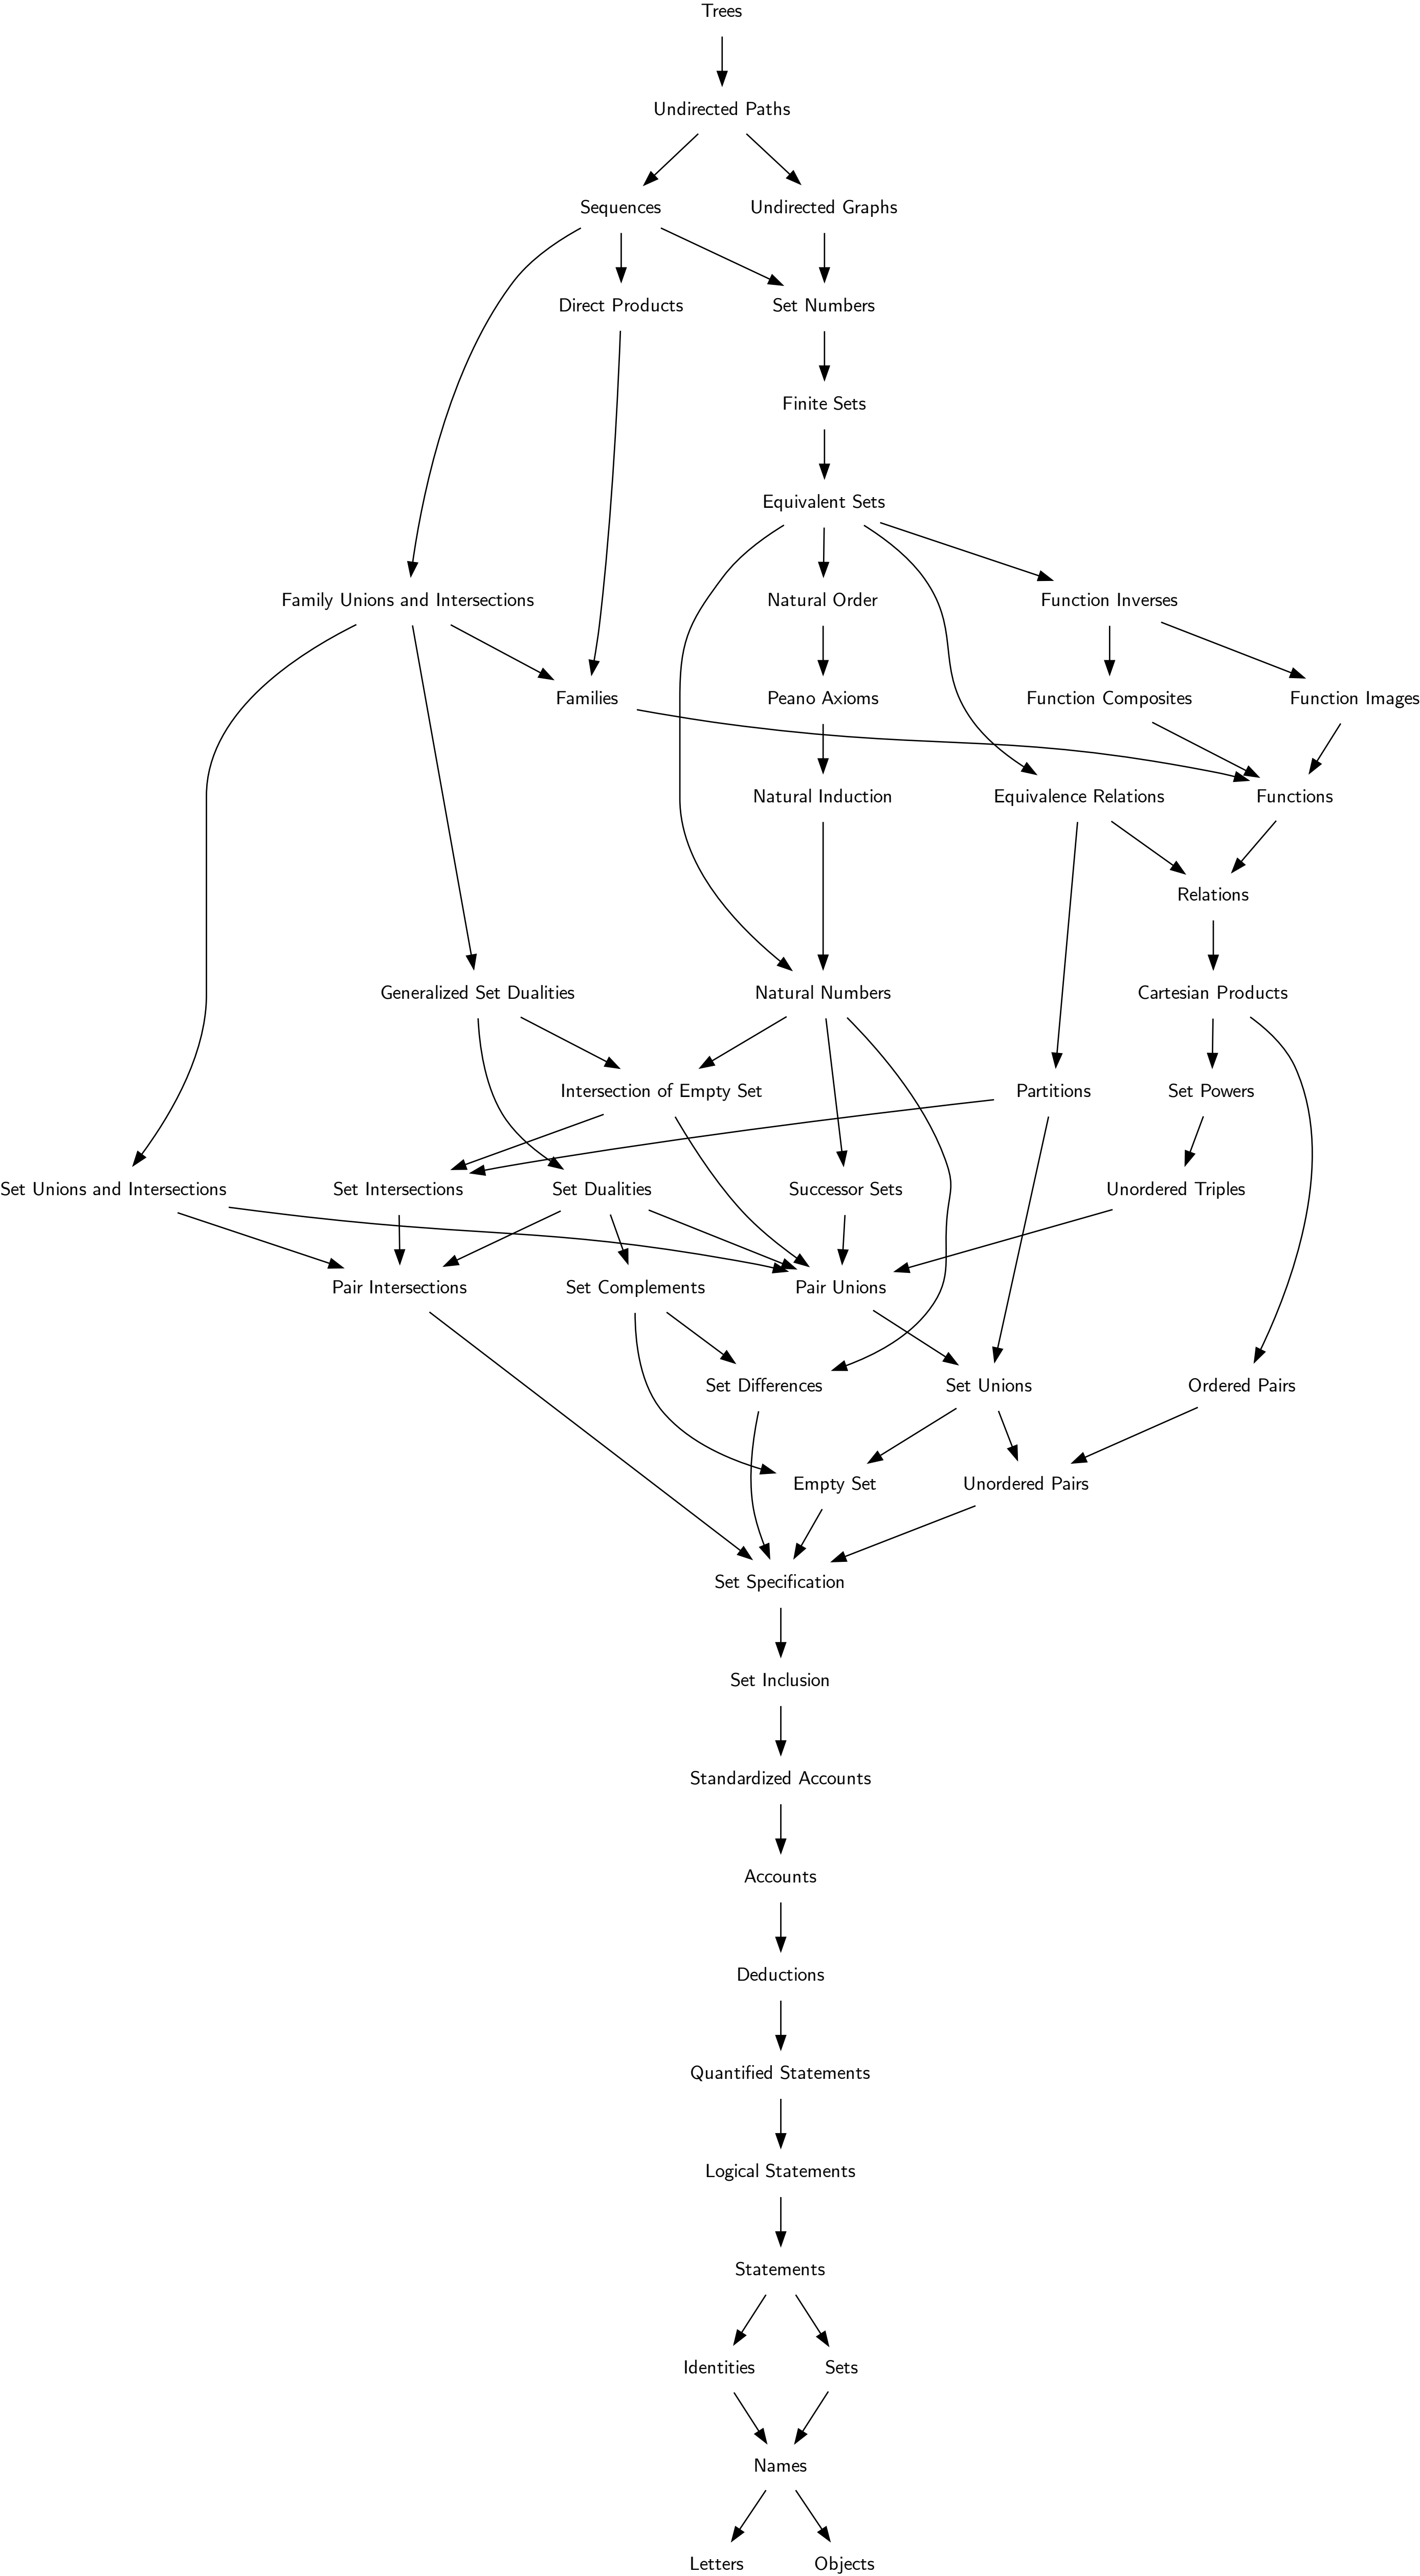 Trees
Undirected Paths
Sequences
Undirected Graphs
Direct Products
Set Numbers
Finite Sets
Equivalent Sets
Family Unions and Intersections
Natural Order
Function Inverses
Families
Peano Axioms
Function Composites
Function Images
Natural Induction
Equivalence Relations
Functions
Relations
Generalized Set Dualities
Natural Numbers
Cartesian Products
Intersection of Empty Set
Partitions
Set Powers
Set Unions and Intersections
Set Intersections
Set Dualities
Successor Sets
Unordered Triples
Pair Intersections
Set Complements
Pair Unions
Set Differences
Set Unions
Ordered Pairs
Empty Set
Unordered Pairs
Set Specification
Set Inclusion
Standardized Accounts
Accounts
Deductions
Quantified Statements
Logical Statements
Statements
Identities
Sets
Names
Letters
Objects